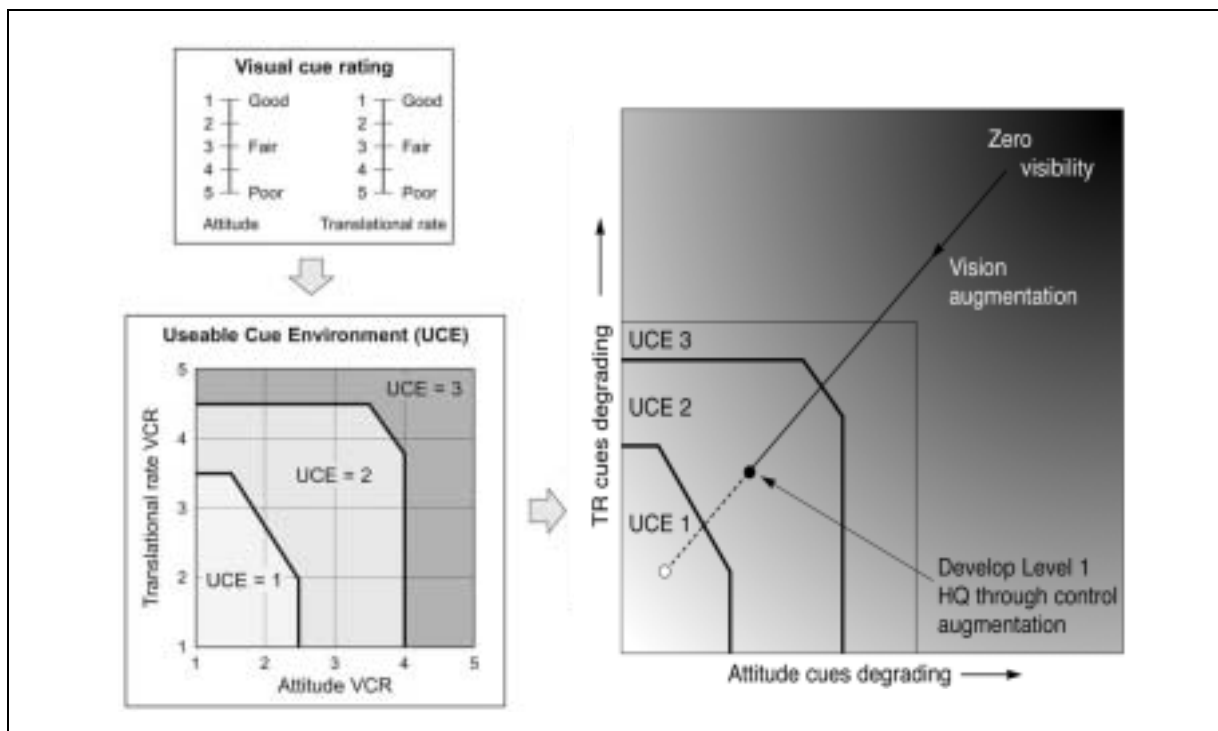 Visual cue rating
1 Good 1 Good
2 2
3 Fair 3 Fair
4 4
5 Poor 5 Poor
Attitude Translational rate
Useable Cue Environment (UCE)
5
4
3
2
1
Translational rate VCR
UCE = 3
UCE = 2
UCE = 1
1 2 3 4 5
Attitude VCR
TR cues degrading
Zero
visibility
Vision
augmentation
UCE 3
UCE 2
UCE 1
Develop Level 1
HQ through control
augmentation
Attitude cues degrading